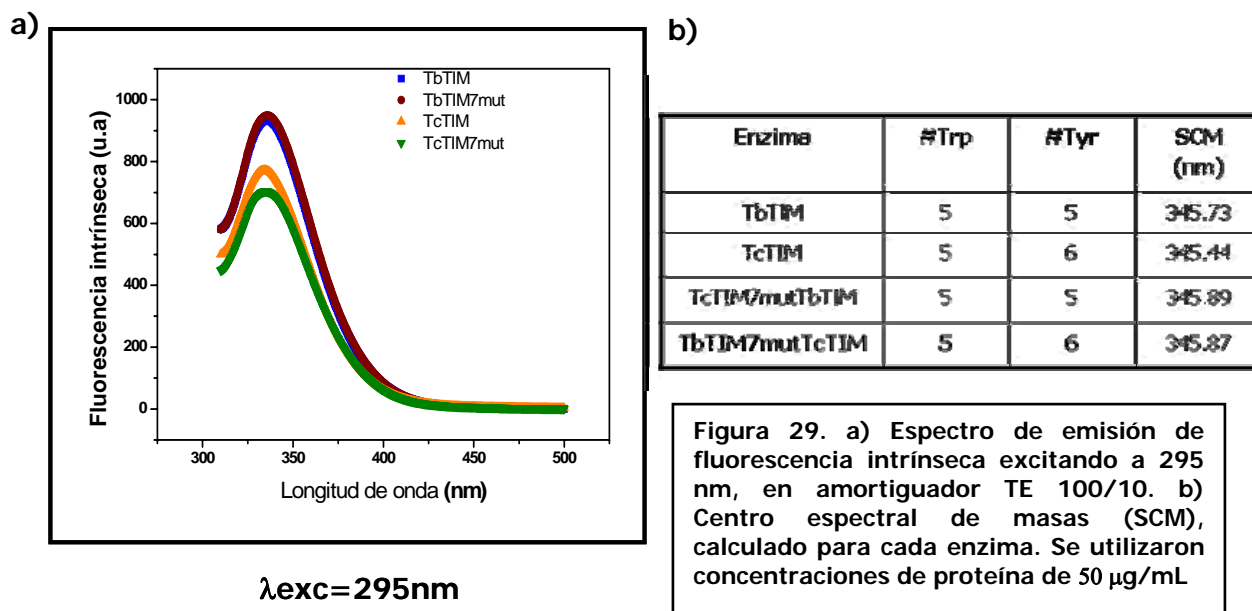 a)
TbTIM
TbTIM7mut
TcTIM
TcTIM7mut
Fluorescencia intrínseca (u.a)
1000
800
600
400
200
0
300
350
400
450
500
Longitud de onda (nm)
λexc=295nm
b)
Enzima #Trp #Tyr SCM (nm)
TbTIM 5 5 345.73
TcTIM 5 6 345.44
TcTIM7mutTbTIM 5 5 345.89
TbTIM7mutTcTIM 5 6 345.87
Figura 29. a) Espectro de emisión de
fluorescencia intrínseca excitando a 295
nm, en amortiguador TE 100/10. b)
Centro espectral de masas (SCM),
calculado para cada enzima. Se utilizaron
concentraciones de proteína de 50 μg/mL